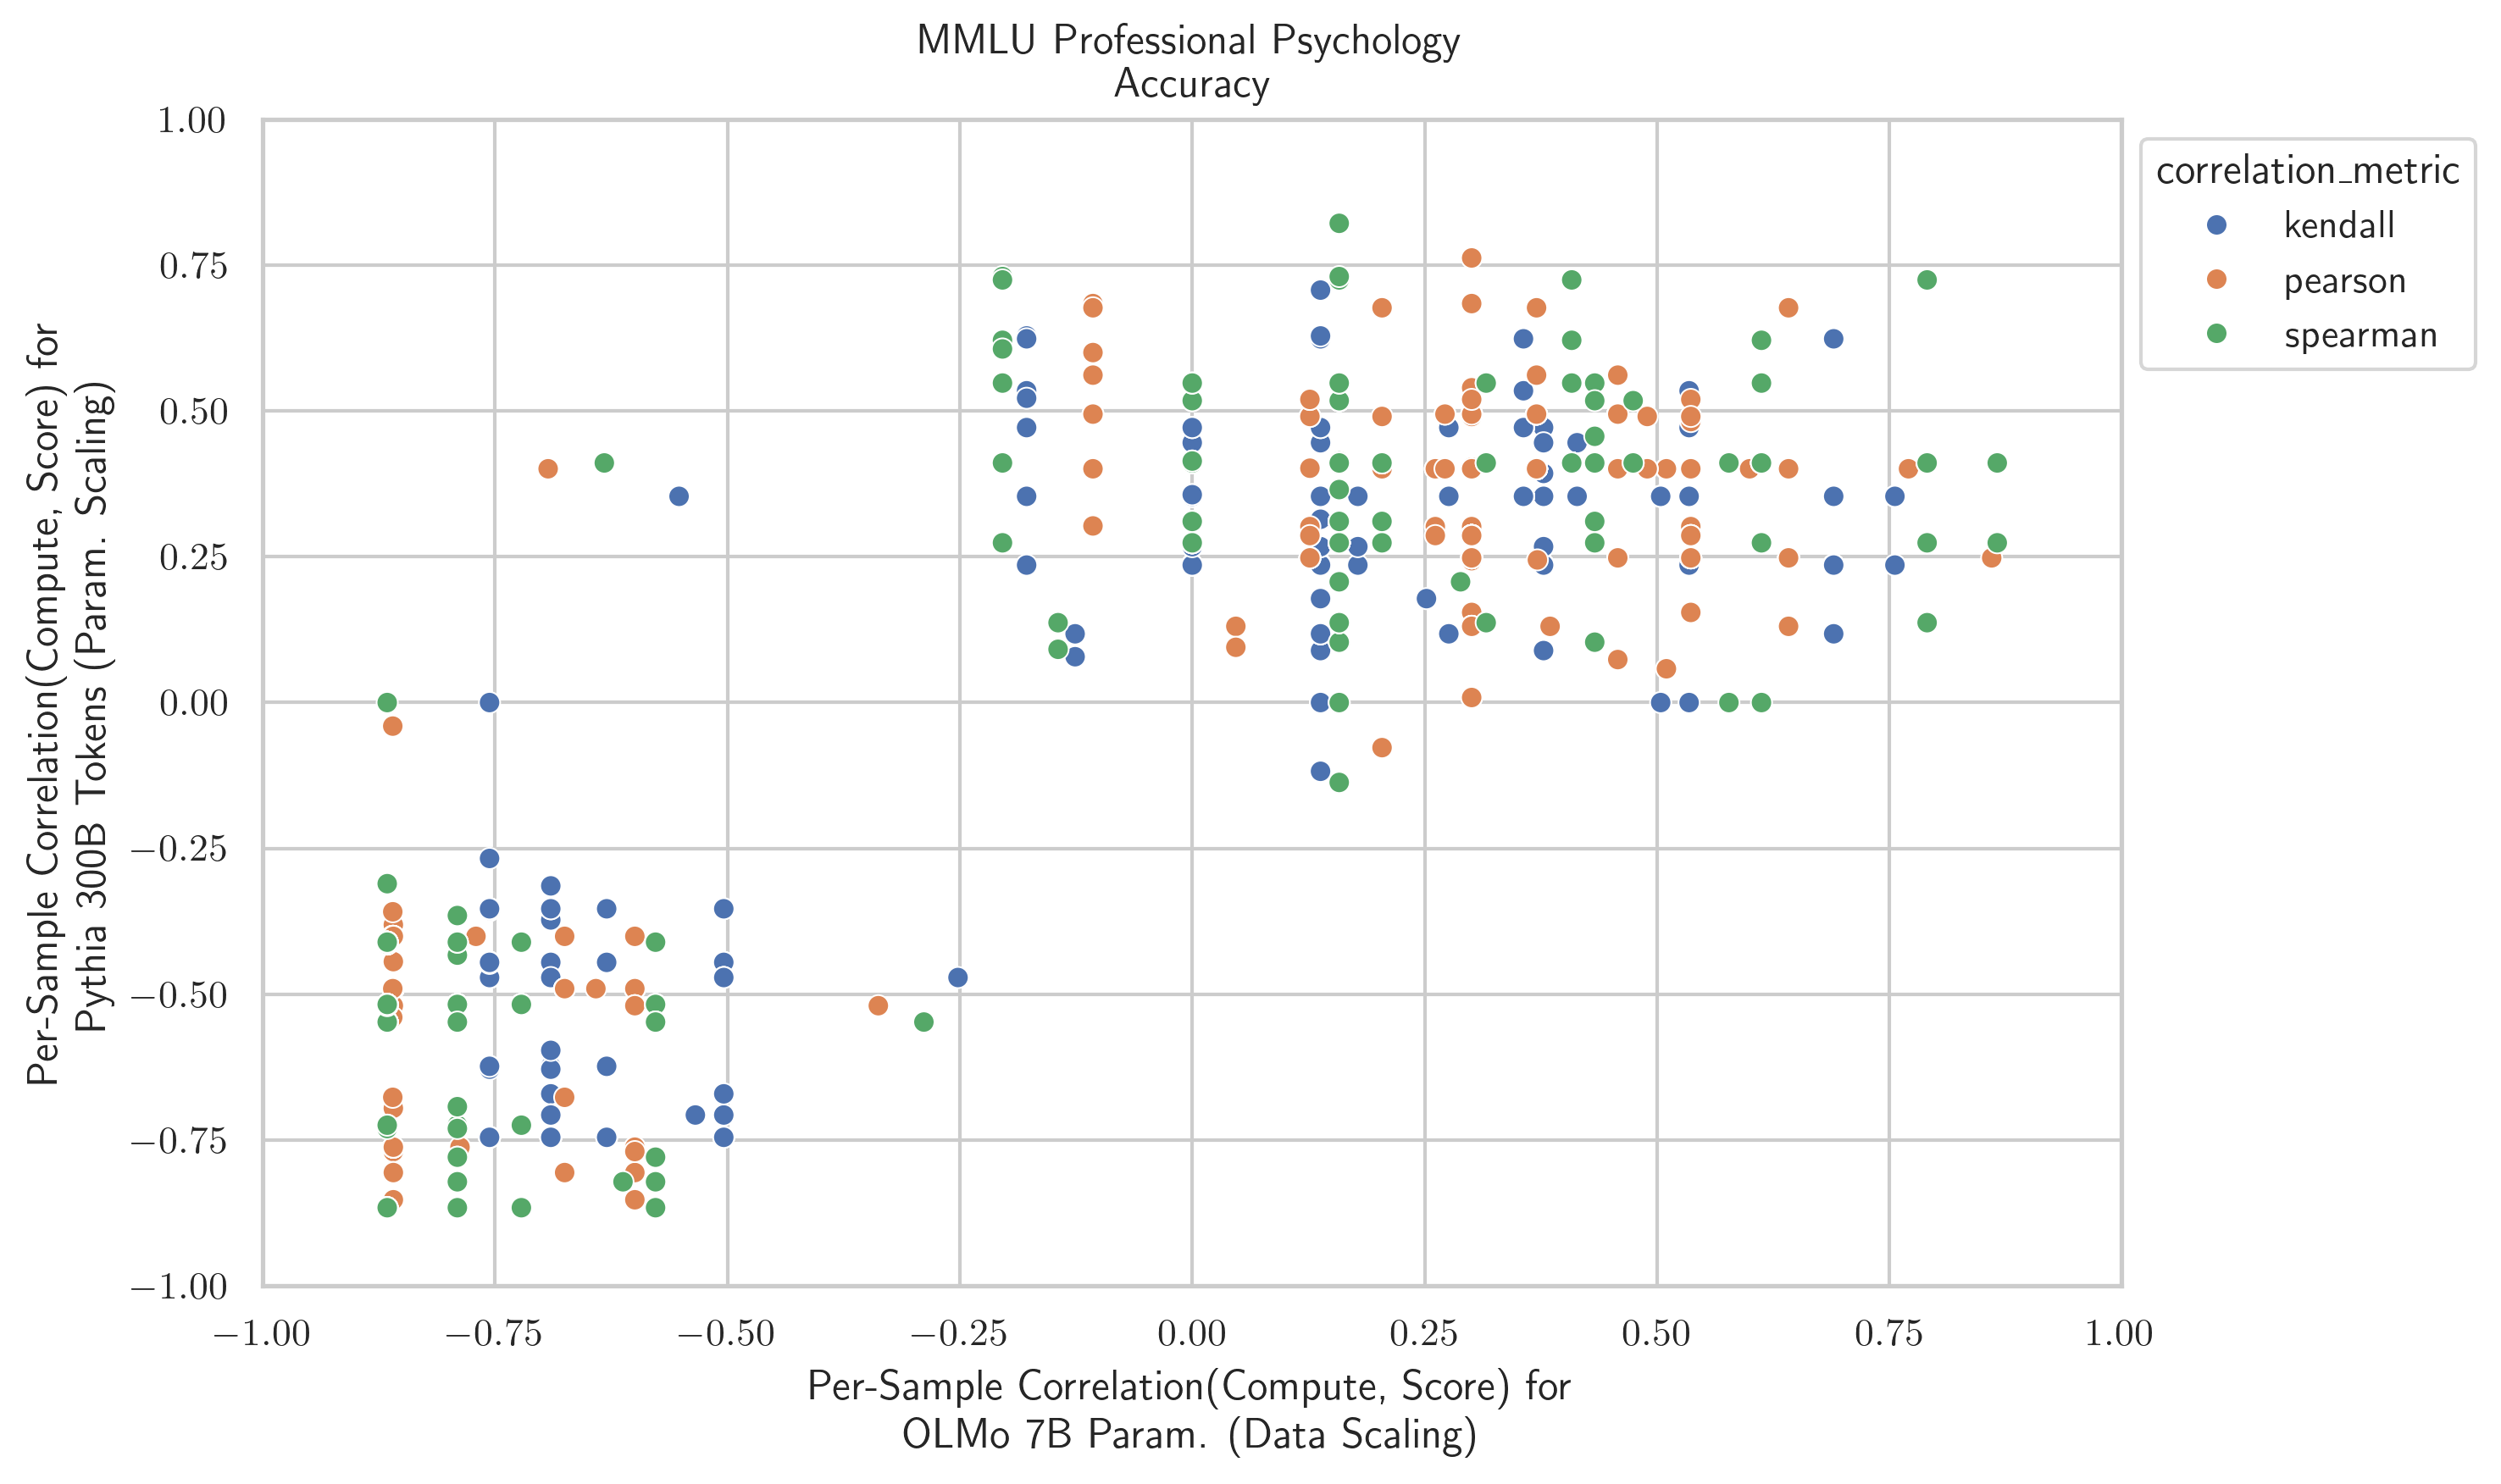 MMLU Professional Psychology
Accuracy
Per-Sample Correlation(Compute, Score) for
Pythia 300B Tokens (Param. Scaling)
1.00
0.75
0.50
0.25
0.00
−0.25
−0.50
−0.75
−1.00
−1.00 −0.75 −0.50 −0.25 0.00 0.25 0.50 0.75 1.00
Per-Sample Correlation(Compute, Score) for
OLMo 7B Param. (Data Scaling)
correlation_metric
kendall
pearson
spearman